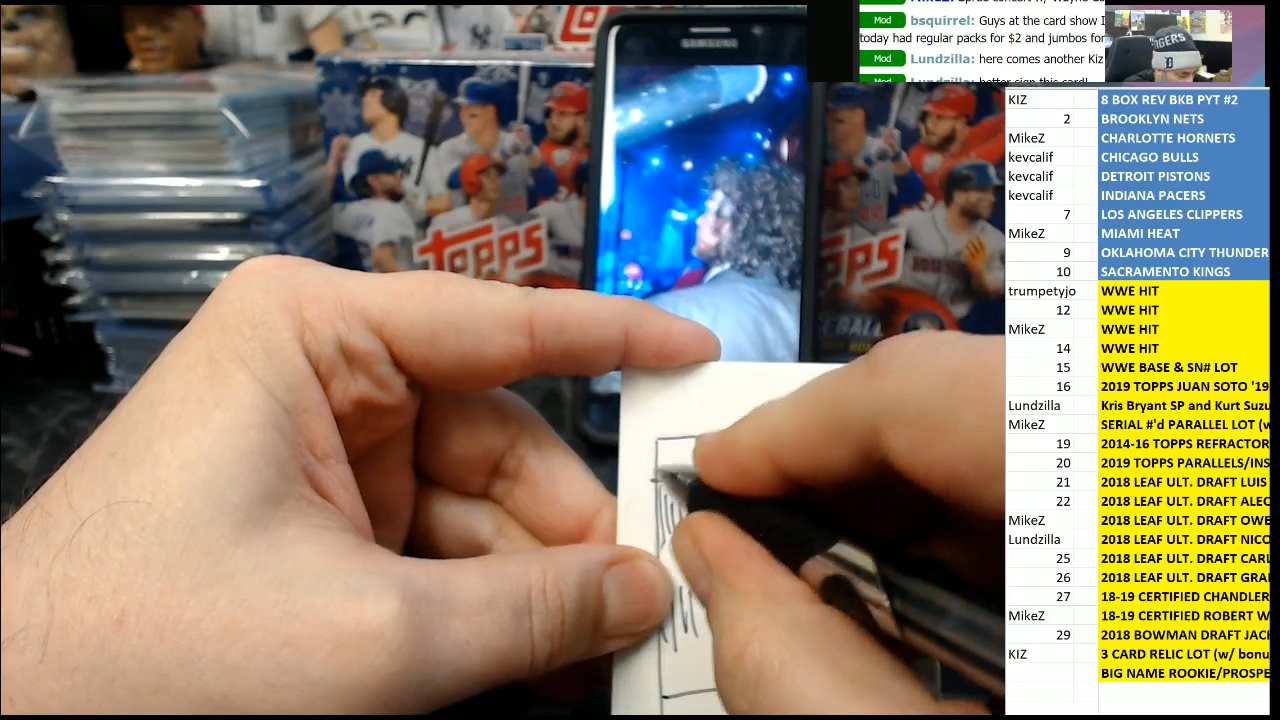 Mod bsquirrel: Guys at the card show I
today had regular packs for $2 and jumbos for
Mod Lundzilla: here comes another Kiz
SAMSUNG
TIGERS
D
TOPPS
KIZ 8 BOX REV BKB PYT #2
2 BROOKLYN NETS
MikeZ CHARLOTTE HORNETS
kevcalif CHICAGO BULLS
kevcalif DETROIT PISTONS
kevcalif INDIANA PACERS
7 LOS ANGELES CLIPPERS
MikeZ MIAMI HEAT
9 OKLAHOMA CITY THUNDER
10 SACRAMENTO KINGS
trumpetyjo WWE HIT
12 WWE HIT
MikeZ WWE HIT
14 WWE HIT
15 WWE BASE & SN# LOT
16 2019 TOPPS JUAN SOTO '19
Lundzilla Kris Bryant SP and Kurt Suzu
MikeZ SERIAL #'d PARALLEL LOT (w
19 2014-16 TOPPS REFRACTOR
20 2019 TOPPS PARALLELS/INS
21 2018 LEAF ULT. DRAFT LUIS
22 2018 LEAF ULT. DRAFT ALEC
MikeZ 2018 LEAF ULT. DRAFT OWE
Lundzilla 2018 LEAF ULT. DRAFT NICO
25 2018 LEAF ULT. DRAFT CARL
26 2018 LEAF ULT. DRAFT GRA
27 18-19 CERTIFIED CHANDLER
MikeZ 18-19 CERTIFIED ROBERT W
29 2018 BOWMAN DRAFT JACK
KIZ 3 CARD RELIC LOT (w/ bonu
BIG NAME ROOKIE/PROSPE